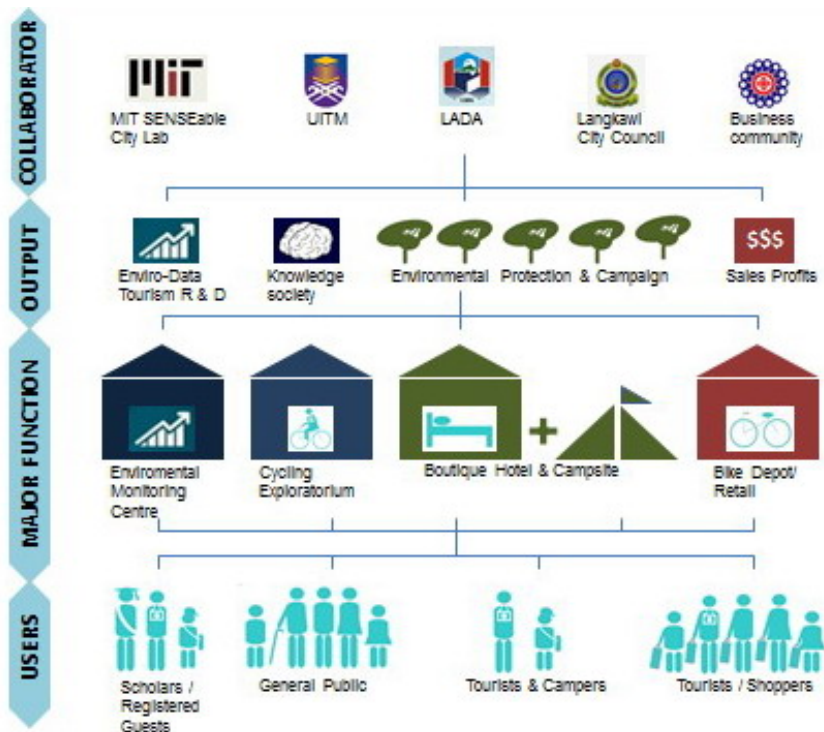 COLLABORATOR
MIT
MIT SENSEable
City Lab
UITM
LADA
Langkawi
City Council
Business
community
OUTPUT
Enviro-Data
Tourism R & D
Knowledge
society
Environmental Protection & Campaign
$$$
Sales Profits
MAJOR FUNCTION
Enviromental
Monitoring
Centre
Cycling
Exploratorium
Boutique Hotel & Campsite
Bike Depot/
Retail
USERS
Scholars /
Registered
Guests
General Public
Tourists & Campers
Tourists / Shoppers